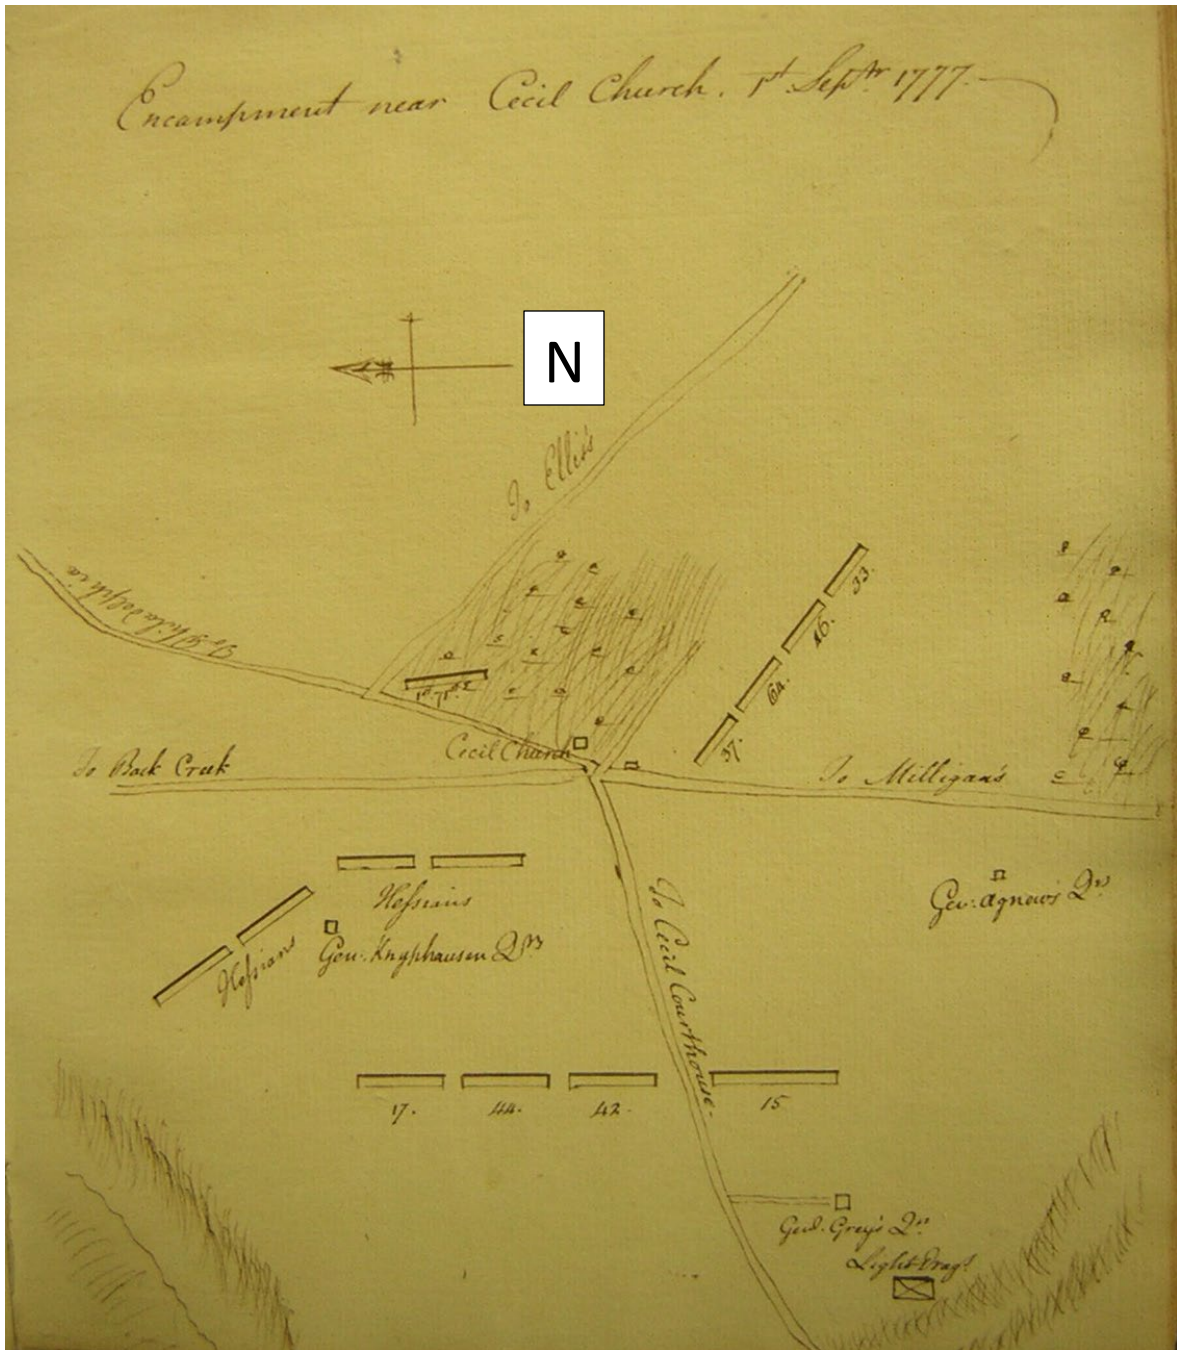 Encampment near Cecil Church. 1st. Septr. 1777.
N
To Ellis's
To Philadelphia
33.
46.
64.
37.
Cecil Church
To Back Creek
To Milligan's
Hessians
Hessians
Gen. Knyphausen Qrs
Gen: Agnew's Qrs
To Cecil Courthouse.
17.
44.
42.
15
Genl. Grey's Qrs
Light Drags